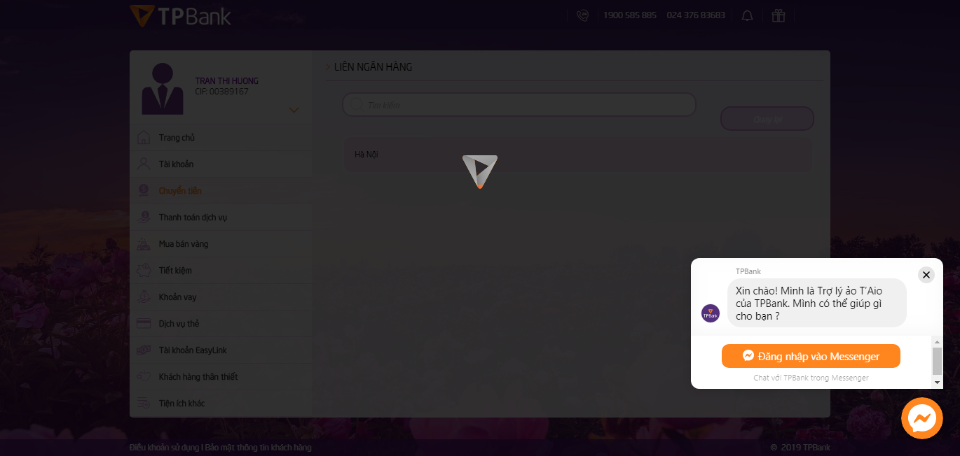 TPBank
1900 585 885
024 376 83683
TRAN THI HUONG
CIF: 00389167
LIÊN NGÂN HÀNG
Tìm kiếm
Hà Nội
Trang chủ
Tài khoản
Chuyển tiền
Thanh toán dịch vụ
Mua bán vàng
Tiết kiệm
Khoản vay
Dịch vụ thẻ
Tài khoản EasyLink
Khách hàng thân thiết
Tiện ích khác
TPBank
Xin chào! Mình là Trợ lý ảo T'Aio
của TPBank. Mình có thể giúp gì
cho bạn ?
TPBank
Đăng nhập vào Messenger
Chat với TPBank trong Messenger
Điều khoản sử dụng | Bảo mật thông tin khách hàng
© 2019 TPBank